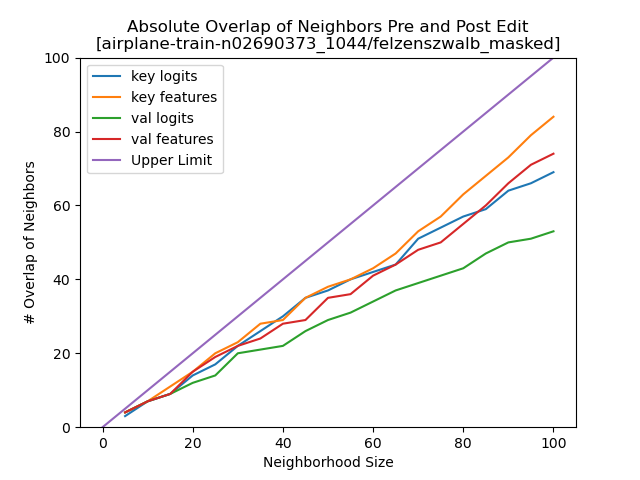 Absolute Overlap of Neighbors Pre and Post Edit
[airplane-train-n02690373_1044/felzenszwalb_masked]
100
80
60
40
20
0
# Overlap of Neighbors
key logits
key features
val logits
val features
Upper Limit
0 20 40 60 80 100
Neighborhood Size